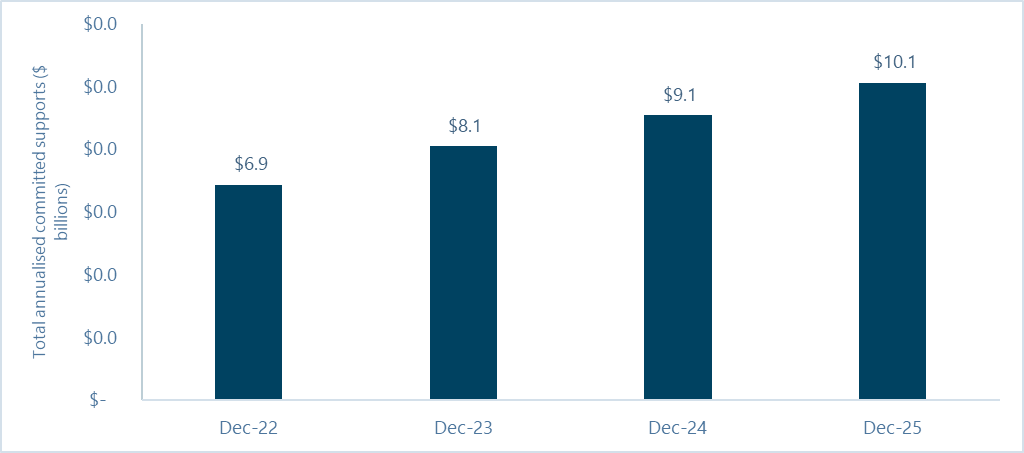 Total annualised committed supports ($
billions)
$0.0
$0.0
$0.0
$0.0
$0.0
$0.0
$-
$6.9
$8.1
$9.1
$10.1
Dec-22
Dec-23
Dec-24
Dec-25